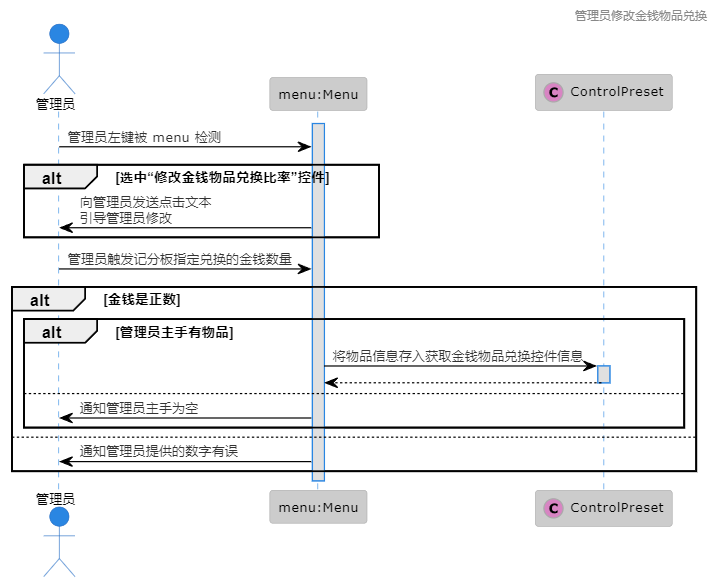 管理员修改金钱物品兑换
管理员
menu:Menu
C ControlPreset
管理员左键被 menu 检测
alt [选中“修改金钱物品兑换比率”控件]
向管理员发送点击文本
引导管理员修改
管理员触发记分板指定兑换的金钱数量
alt [金钱是正数]
alt [管理员主手有物品]
将物品信息存入获取金钱物品兑换控件信息
通知管理员主手为空
通知管理员提供的数字有误
管理员
menu:Menu
C ControlPreset